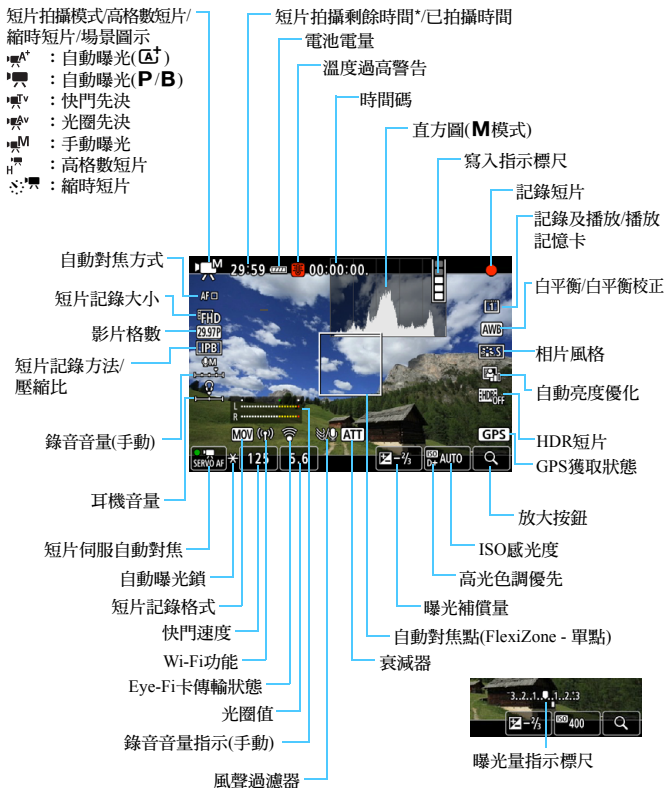 短片拍攝模式/高格數短片/
縮時短片/場景圖示
A+ : 自動曝光(A+)
: 自動曝光(P/B)
Tv : 快門先決
Av : 光圈先決
M : 手動曝光
H : 高格數短片
: 縮時短片
短片拍攝剩餘時間*/已拍攝時間
電池電量
溫度過高警告
時間碼
直方圖(M模式)
寫入指示標尺
記錄短片
記錄及播放/播放
記憶卡
白平衡/白平衡校正
相片風格
自動亮度優化
HDR短片
GPS獲取狀態
放大按鈕
ISO感光度
高光色調優先
曝光補償量
自動對焦點(FlexiZone - 單點)
衰減器
自動對焦方式
短片記錄大小
影片格數
短片記錄方法/
壓縮比
錄音音量(手動)
耳機音量
短片伺服自動對焦
自動曝光鎖
短片記錄格式
快門速度
Wi-Fi功能
Eye-Fi卡傳輸狀態
光圈值
錄音音量指示(手動)
風聲過濾器
M 29:59 00:00:00.
AF
FHD
29.97P
IPB
M
L
R
1
AWB
S
HDR OFF
MOV ATT GPS
SERVO AF 125 5.6 -2/3 ISO D+ AUTO
3..2..1..0..1..2..3
-2/3 ISO 400
曝光量指示標尺